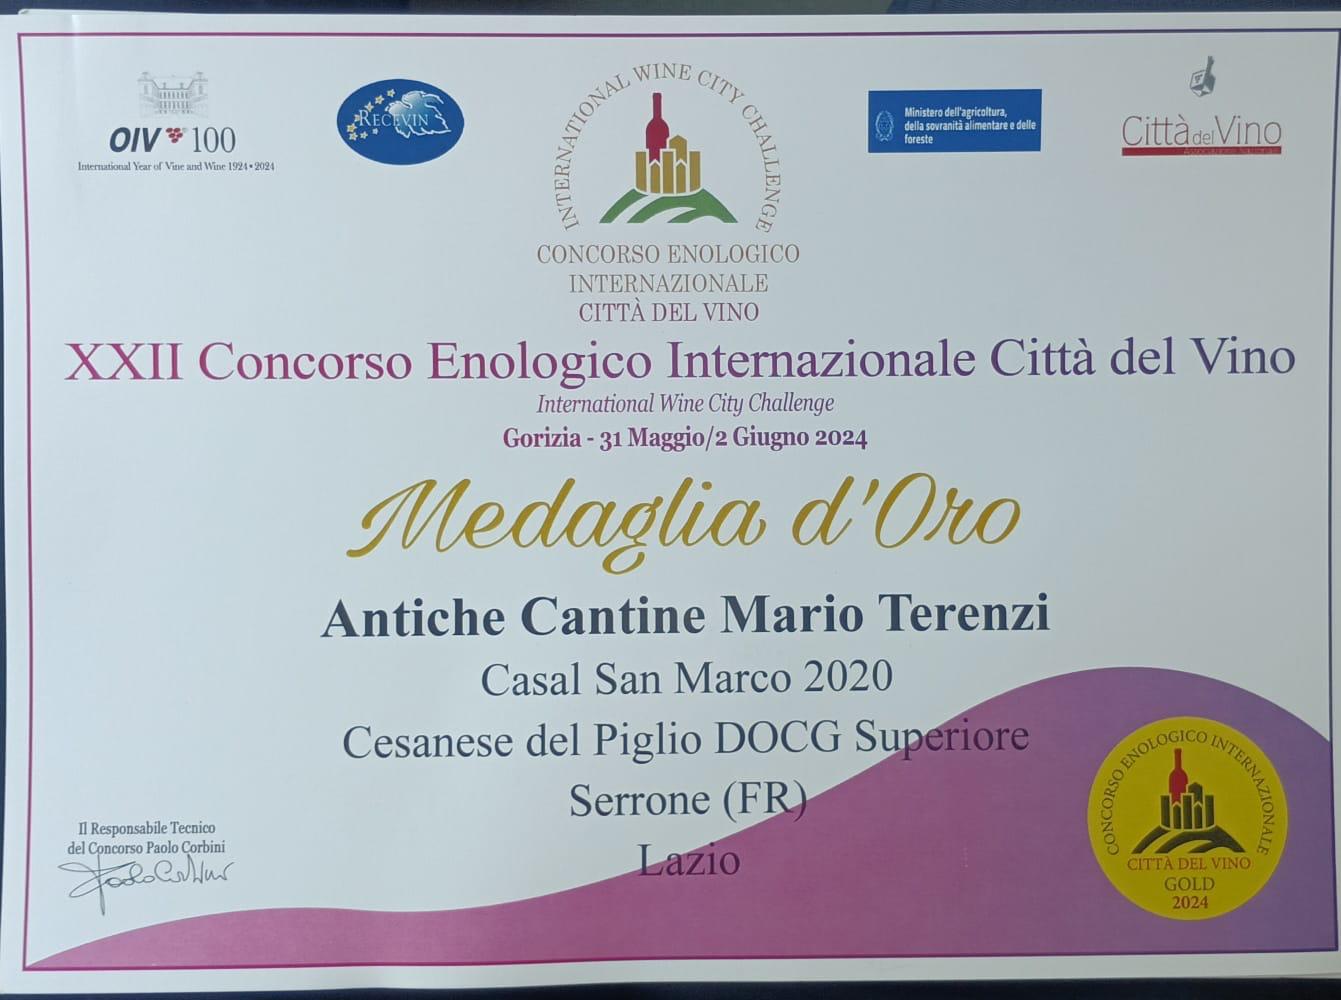 OIV 100
International Year of Vine and Wine 1924•2024
RECEVIN
INTERNATIONAL WINE CITY CHALLENGE
Ministero dell'agricoltura,
della sovranità alimentare e delle
foreste
Città del Vino
Associazione Nazionale
CONCORSO ENOLOGICO
INTERNAZIONALE
CITTÀ DEL VINO
XXII Concorso Enologico Internazionale Città del Vino
International Wine City Challenge
Gorizia - 31 Maggio/2 Giugno 2024
Medaglia d'Oro
Antiche Cantine Mario Terenzi
Casal San Marco 2020
Cesanese del Piglio DOCG Superiore
Serrone (FR)
Lazio
Il Responsabile Tecnico
del Concorso Paolo Corbini
CONCORSO ENOLOGICO INTERNAZIONALE
CITTÀ DEL VINO
GOLD
2024